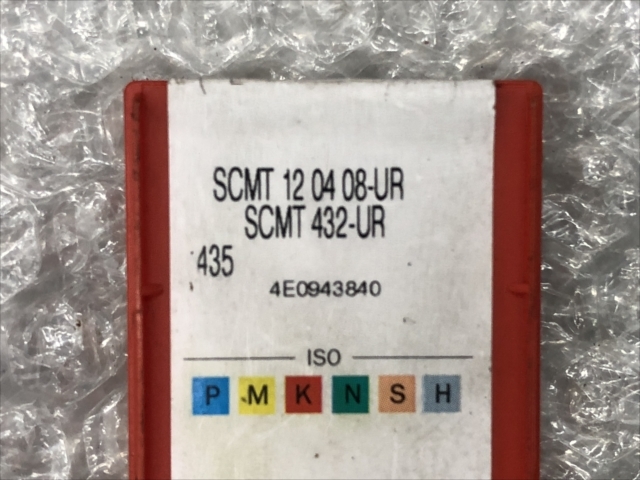 SCMT 12 04 08-UR
SCMT 432-UR
435
4E0943840
ISO
P M K N S H